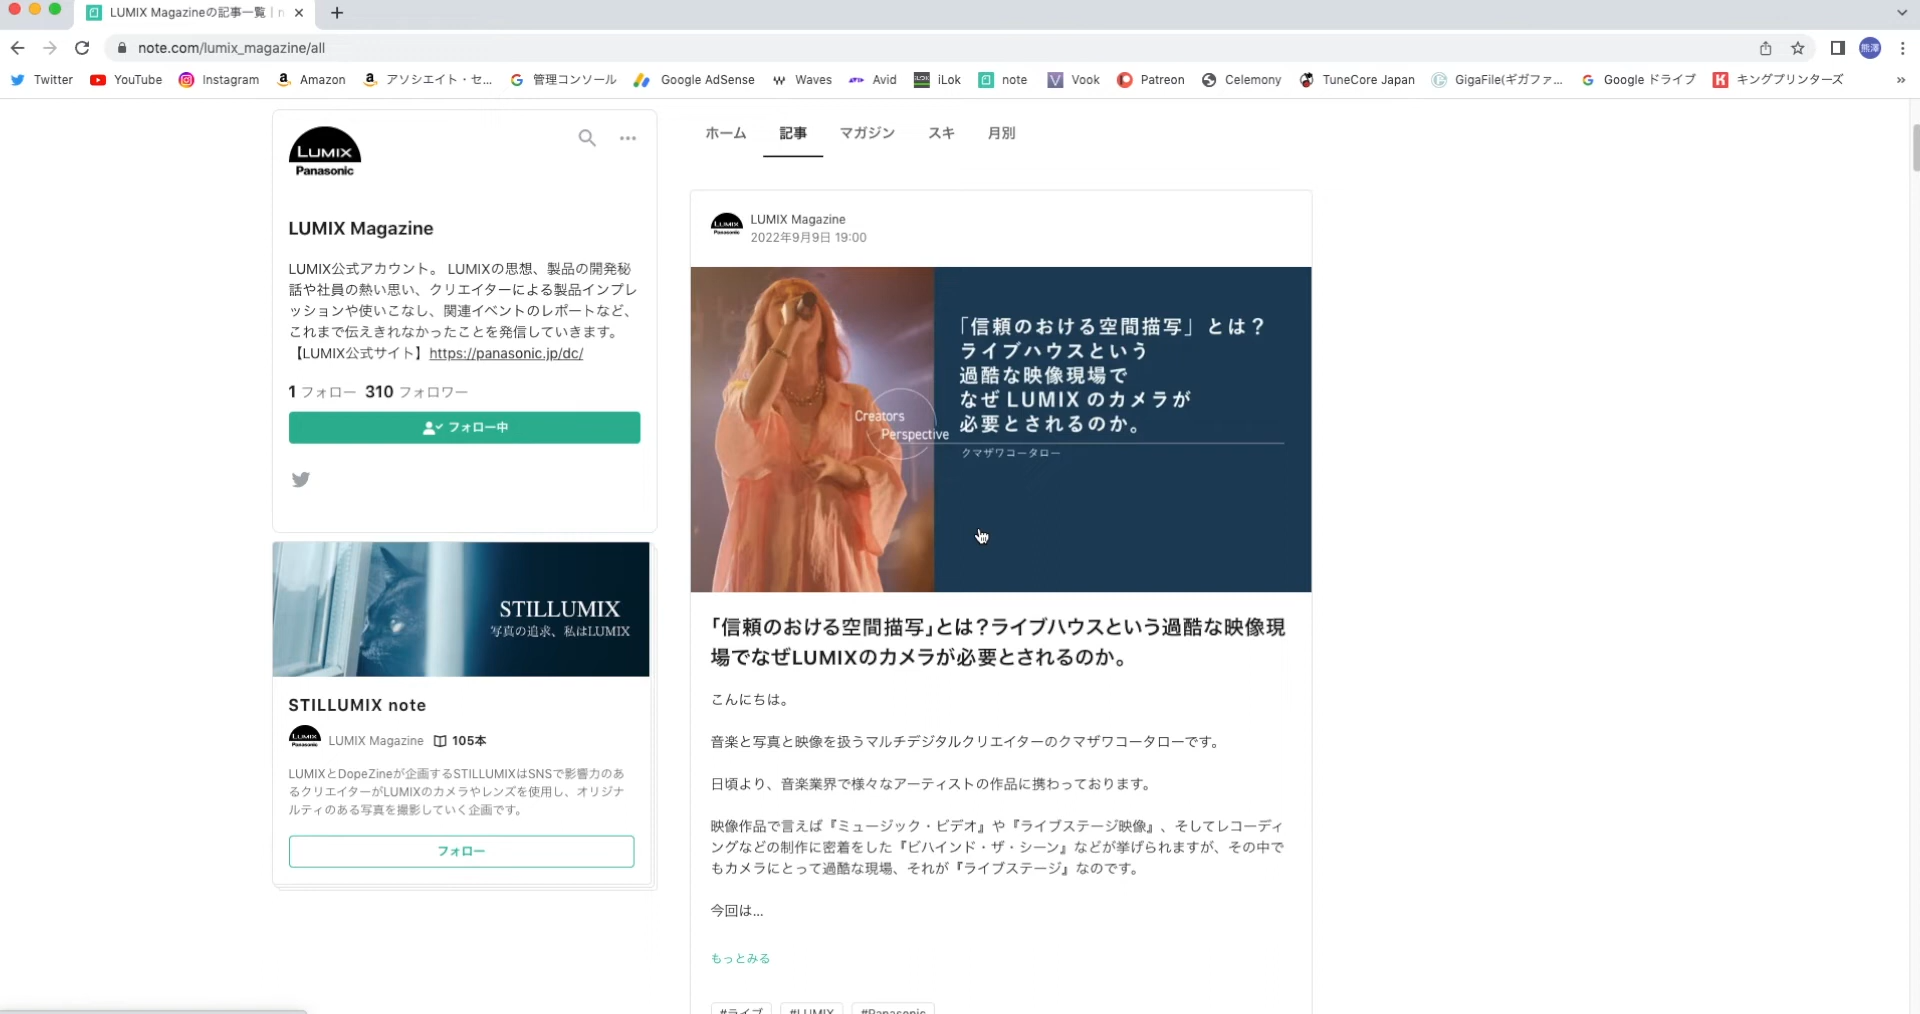 LUMIX Magazineの記事一覧
note.com/lumix_magazine/all
Twitter
YouTube
Instagram
Amazon
アソシエイト・セ...
管理コンソール
Google AdSense
Waves
Avid
iLok
note
Vook
Patreon
Celemony
TuneCore Japan
GigaFile(ギガファ...
Google ドライブ
キングプリンターズ
熊澤
LUMIX
Panasonic
LUMIX Magazine
LUMIX公式アカウント。 LUMIXの思想、製品の開発秘
話や社員の熱い思い、クリエイターによる製品インプレ
ッションや使いこなし、関連イベントのレポートなど、
これまで伝えきれなかったことを発信していきます。
【LUMIX公式サイト】https://panasonic.jp/dc/
1 フォロー 310 フォロワー
フォロー中
STILLUMIX
写真の追求、私はLUMIX
STILLUMIX note
LUMIX
Panasonic
LUMIX Magazine 105本
LUMIXとDopeZineが企画するSTILLUMIXはSNSで影響力のあ
るクリエイターがLUMIXのカメラやレンズを使用し、オリジナ
ルティのある写真を撮影していく企画です。
フォロー
ホーム 記事 マガジン スキ 月別
LUMIX
Panasonic
LUMIX Magazine
2022年9月9日 19:00
Creators
Perspective
「信頼のおける空間描写」とは？
ライブハウスという
過酷な映像現場で
なぜ LUMIX のカメラが
必要とされるのか。
クマザワコータロー
「信頼のおける空間描写」とは？ライブハウスという過酷な映像現
場でなぜLUMIXのカメラが必要とされるのか。
こんにちは。
音楽と写真と映像を扱うマルチデジタルクリエイターのクマザワコータローです。
日頃より、音楽業界で様々なアーティストの作品に携わっております。
映像作品で言えば『ミュージック・ビデオ』や『ライブステージ映像』、そしてレコーディ
ングなどの制作に密着をした『ビハインド・ザ・シーン』などが挙げられますが、その中で
もカメラにとって過酷な現場、それが『ライブステージ』なのです。
今回は...
もっとみる
#ライブ #LUMIX #Panasonic